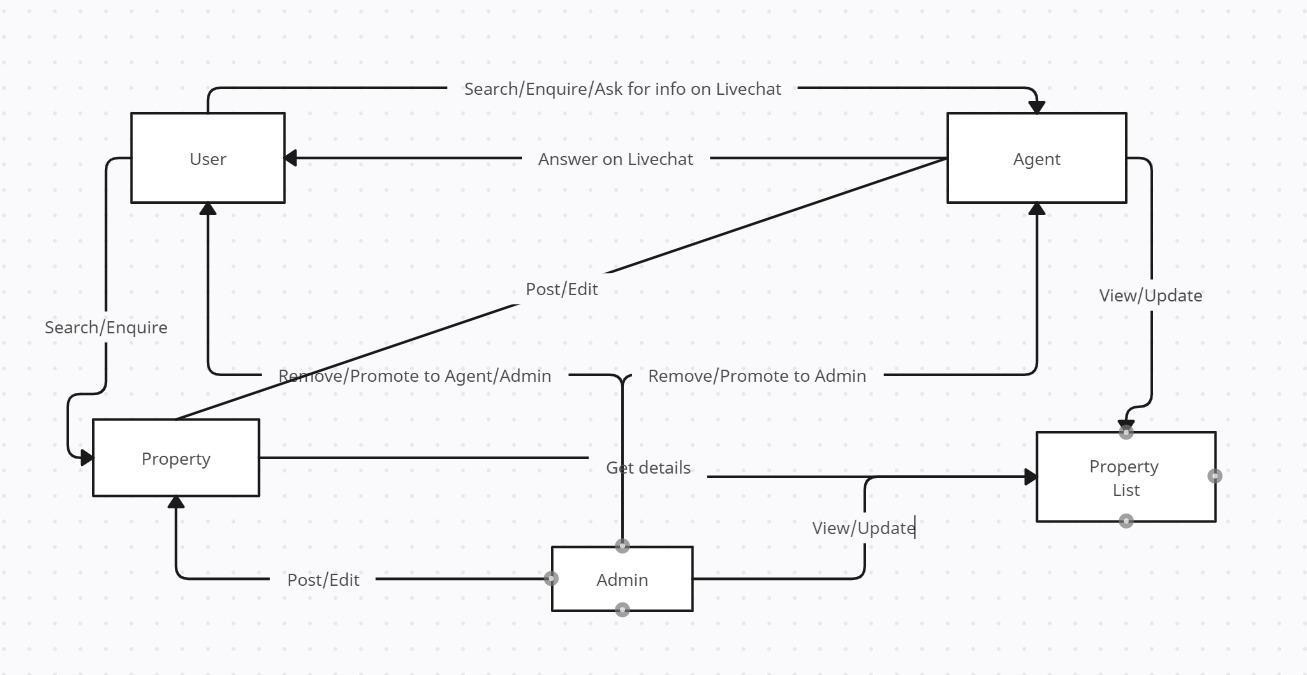 Search/Enquire/Ask for info on Livechat
User
Answer on Livechat
Agent
Post/Edit
View/Update
Search/Enquire
Remove/Promote to Agent/Admin
Remove/Promote to Admin
Property
Get details
Property
List
View/Update
Post/Edit
Admin